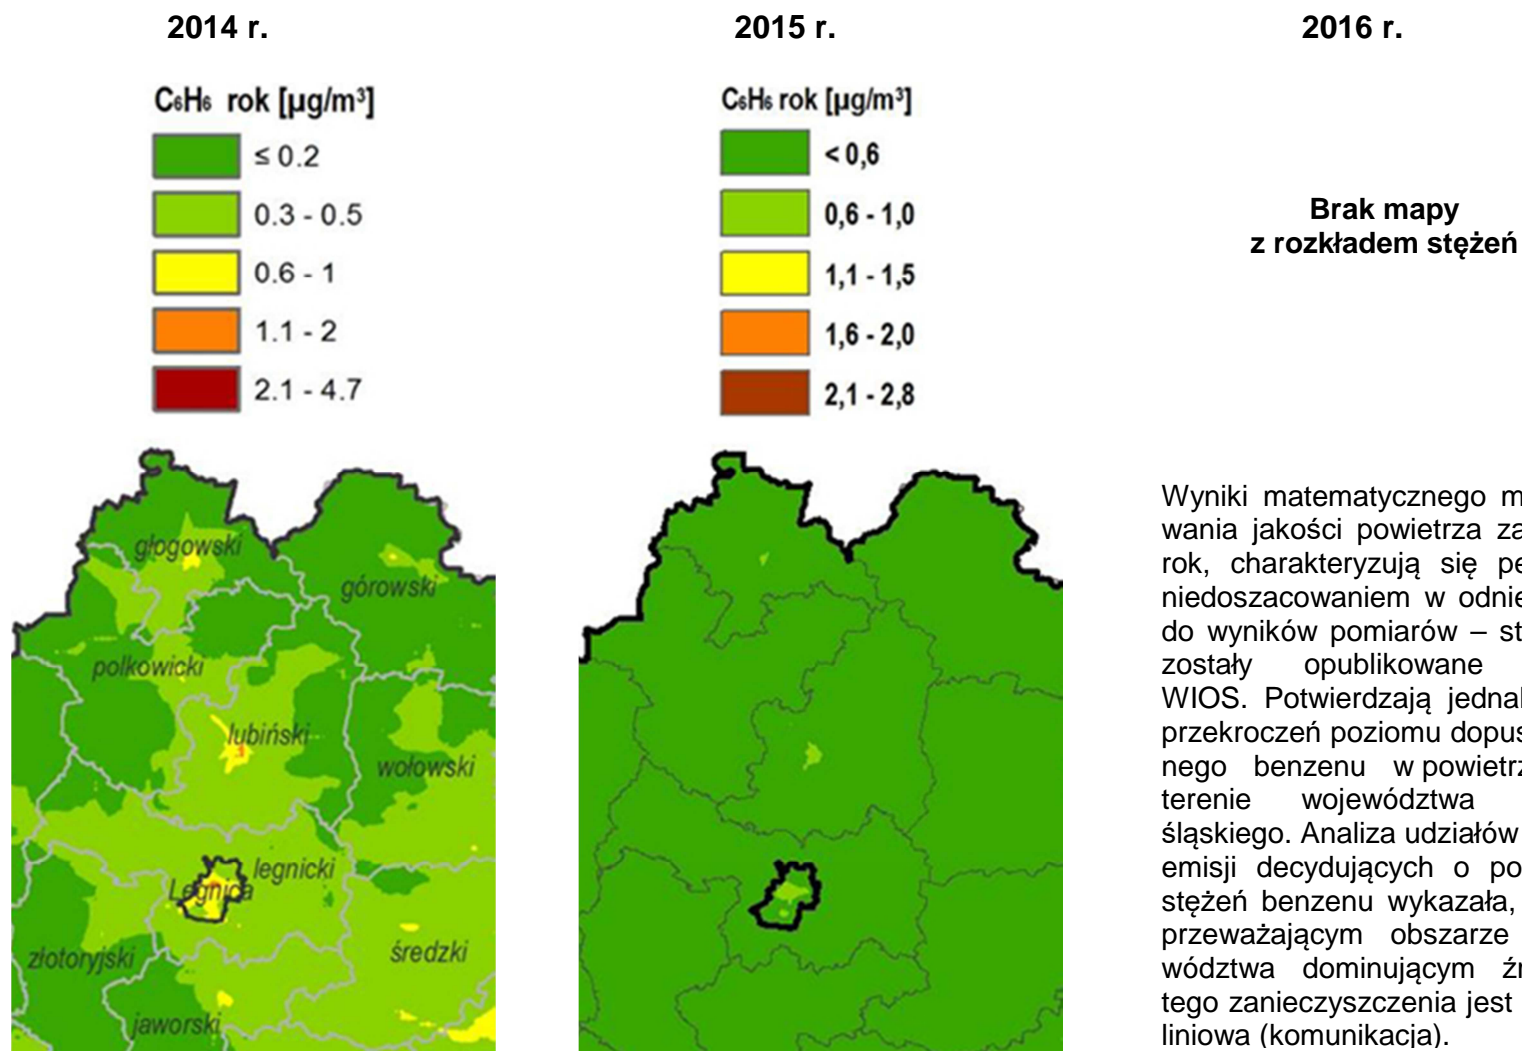 2014 r.
C₆H₆ rok [µg/m³]
≤ 0.2
0.3 - 0.5
0.6 - 1
1.1 - 2
2.1 - 4.7
głogowski
górowski
polkowicki
lubiński
wołowski
legnicki
Legnica
złotoryjski
średzki
jaworski
2015 r.
C₆H₆ rok [µg/m³]
< 0,6
0,6 - 1,0
1,1 - 1,5
1,6 - 2,0
2,1 - 2,8
2016 r.
Brak mapy
z rozkładem stężeń
Wyniki matematycznego m
wania jakości powietrza za
rok, charakteryzują się pe
niedoszacowaniem w odnie
do wyników pomiarów – st
zostały opublikowane
WIOS. Potwierdzają jednal
przekroczeń poziomu dopus
nego benzenu w powietrz
terenie województwa
śląskiego. Analiza udziałów
emisji decydujących o po
stężeń benzenu wykazała,
przeważającym obszarze
wództwa dominującym źr
tego zanieczyszczenia jest
liniowa (komunikacja).